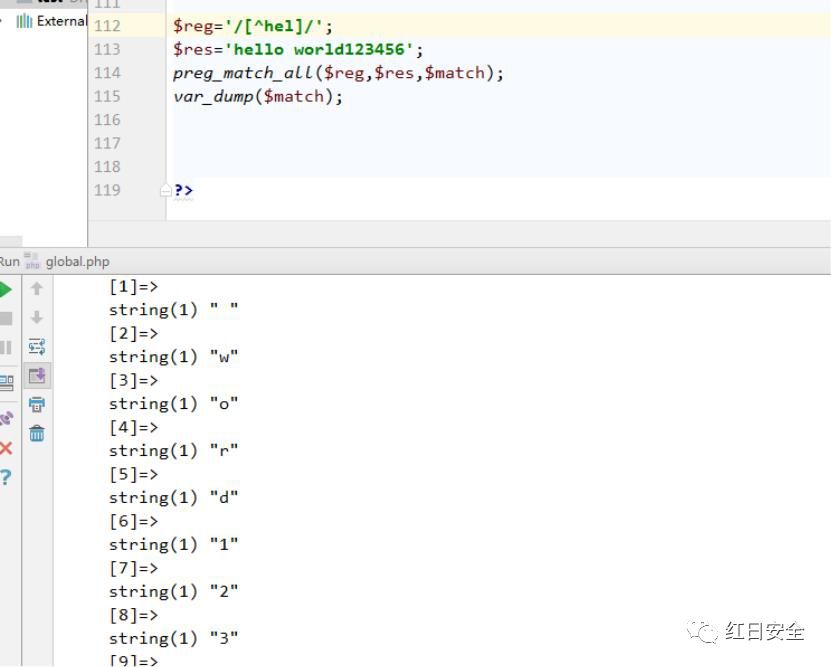 External
111
112 $reg='/[^hel]/';
113 $res='hello world123456';
114 preg_match_all($reg,$res,$match);
115 var_dump($match);
116
117
118
119 ?>
Run php global.php
[1]=>
string(1) " "
[2]=>
string(1) "w"
[3]=>
string(1) "o"
[4]=>
string(1) "r"
[5]=>
string(1) "d"
[6]=>
string(1) "1"
[7]=>
string(1) "2"
[8]=>
string(1) "3"
[9]=>
红日安全